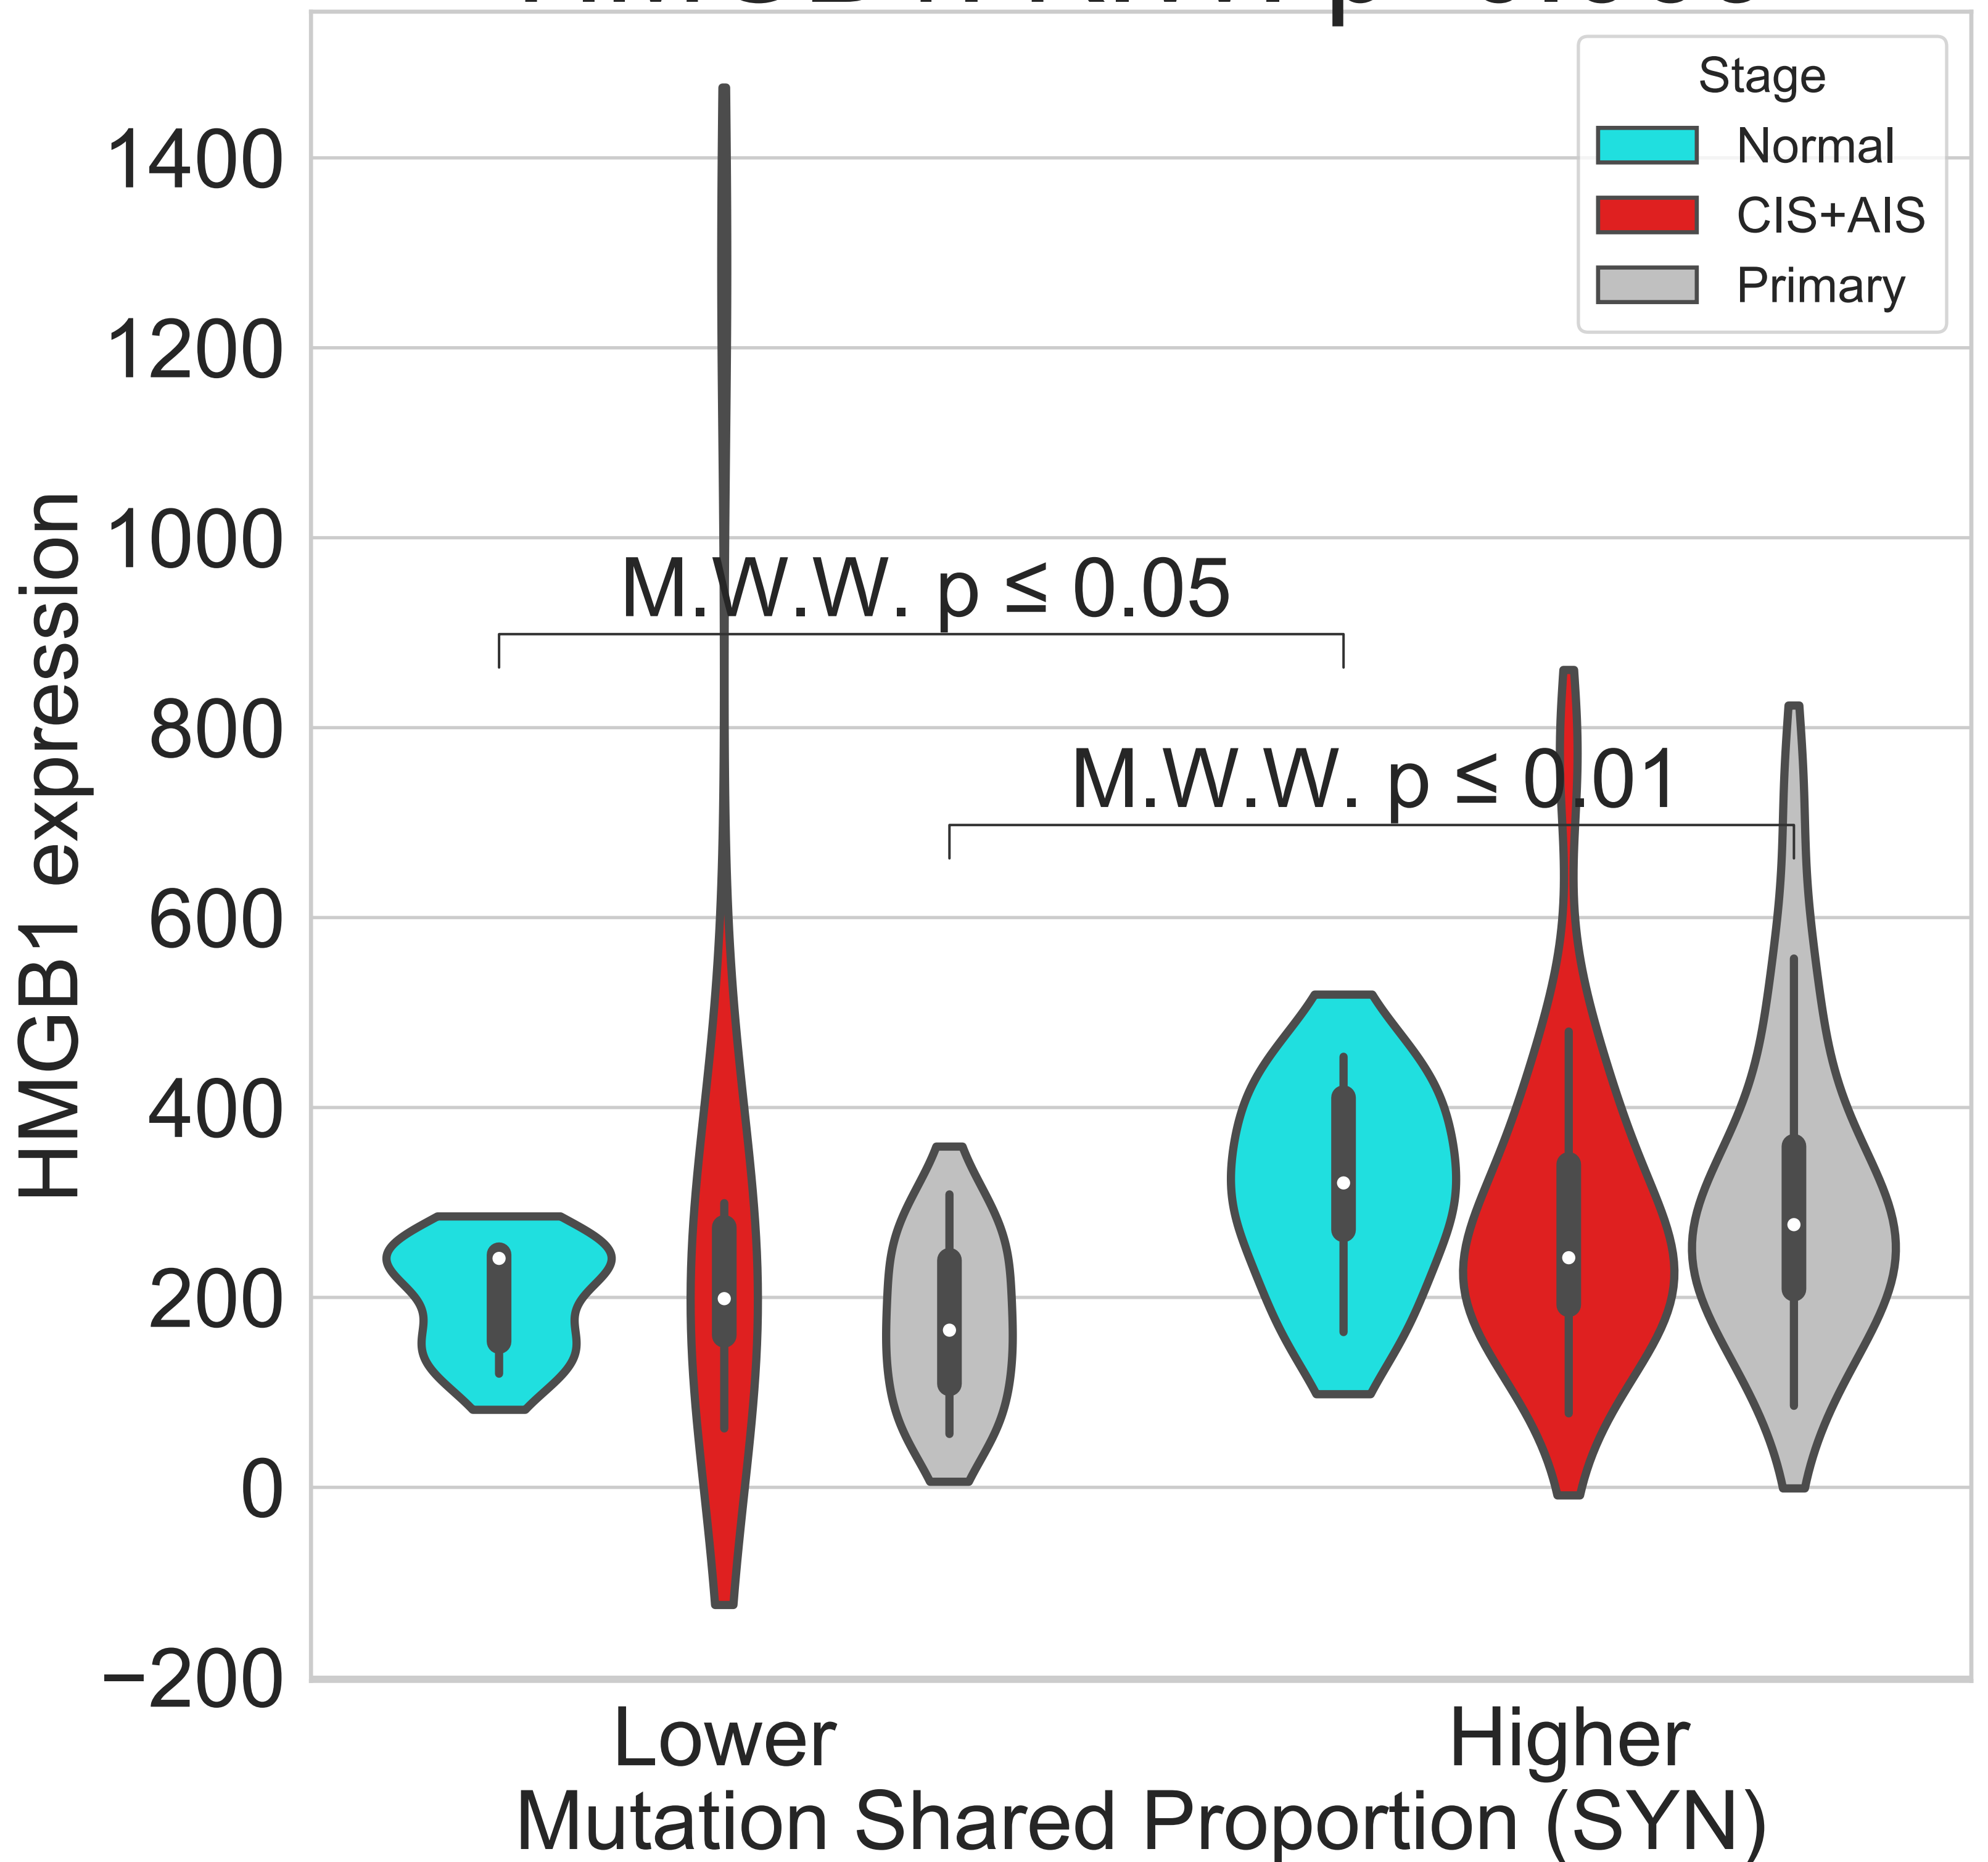 Stage
Normal
CIS+AIS
Primary
1400
1200
1000
800
600
400
200
0
−200
HMGB1 expression
M.W.W. p ≤ 0.05
M.W.W. p ≤ 0.01
Lower
Higher
Mutation Shared Proportion (SYN)